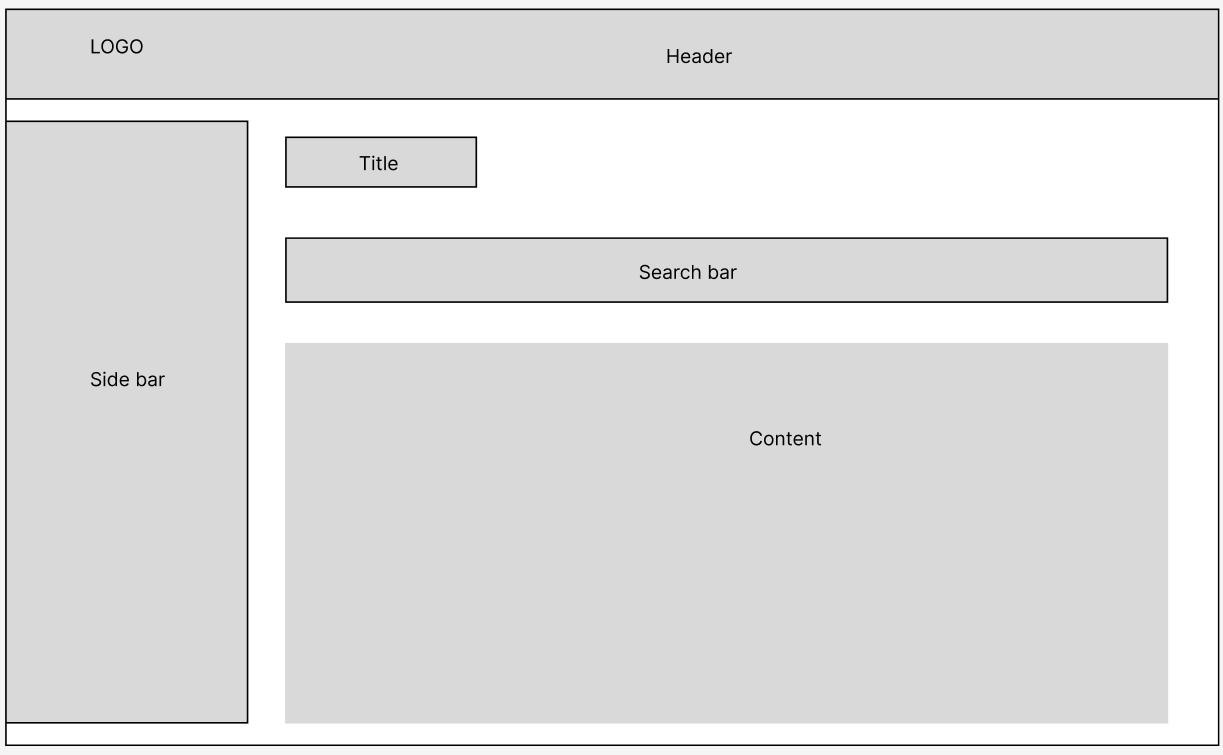 LOGO
Header
Title
Search bar
Side bar
Content